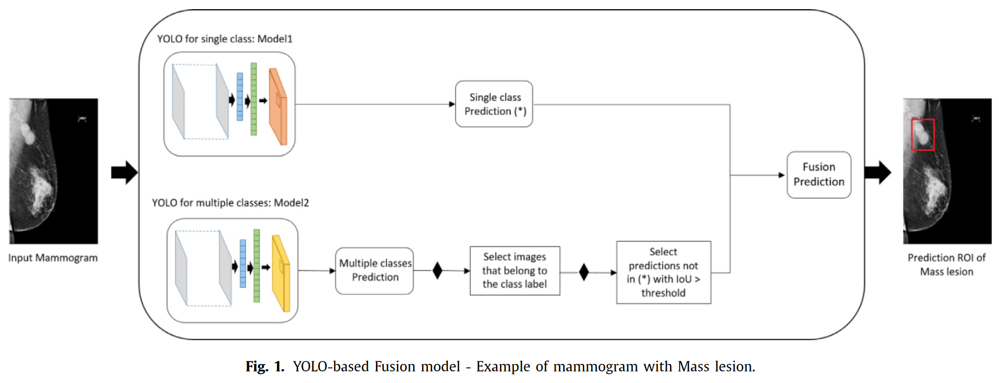 YOLO for single class: Model1
Single class
Prediction (*)
Fusion
Prediction
YOLO for multiple classes: Model2
Input Mammogram
Multiple classes
Prediction
Select images
that belong to
the class label
Select
predictions not
in (*) with IoU >
threshold
Prediction ROI of
Mass lesion
Fig. 1. YOLO-based Fusion model - Example of mammogram with Mass lesion.